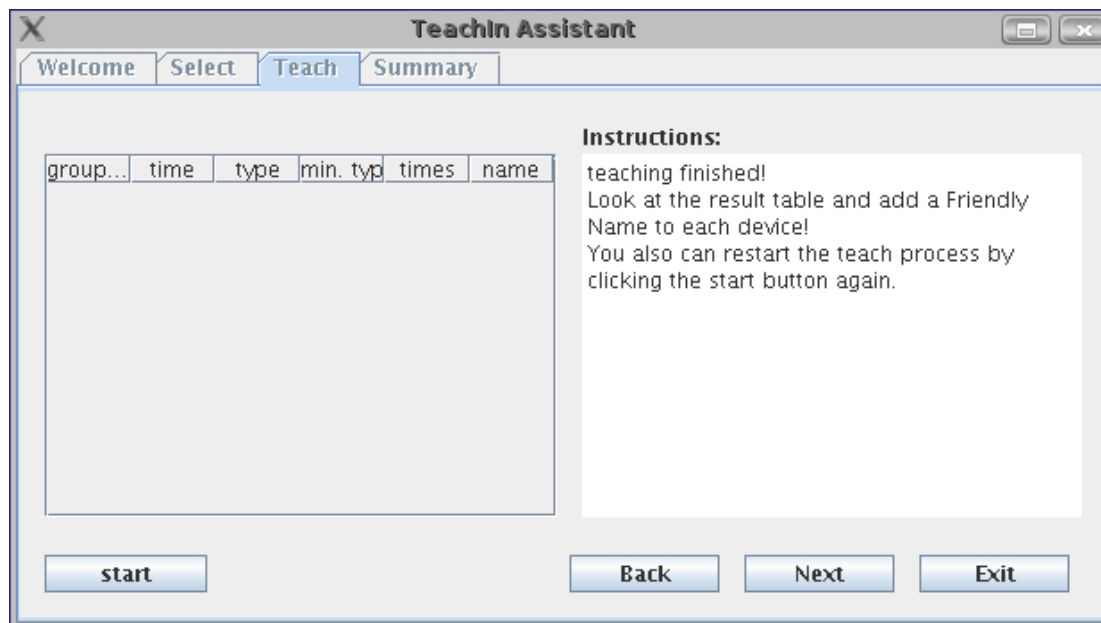 TeachIn Assistant
Welcome Select Teach Summary
group... time type min. typ times name
Instructions:
teaching finished!
Look at the result table and add a Friendly
Name to each device!
You also can restart the teach process by
clicking the start button again.
start Back Next Exit